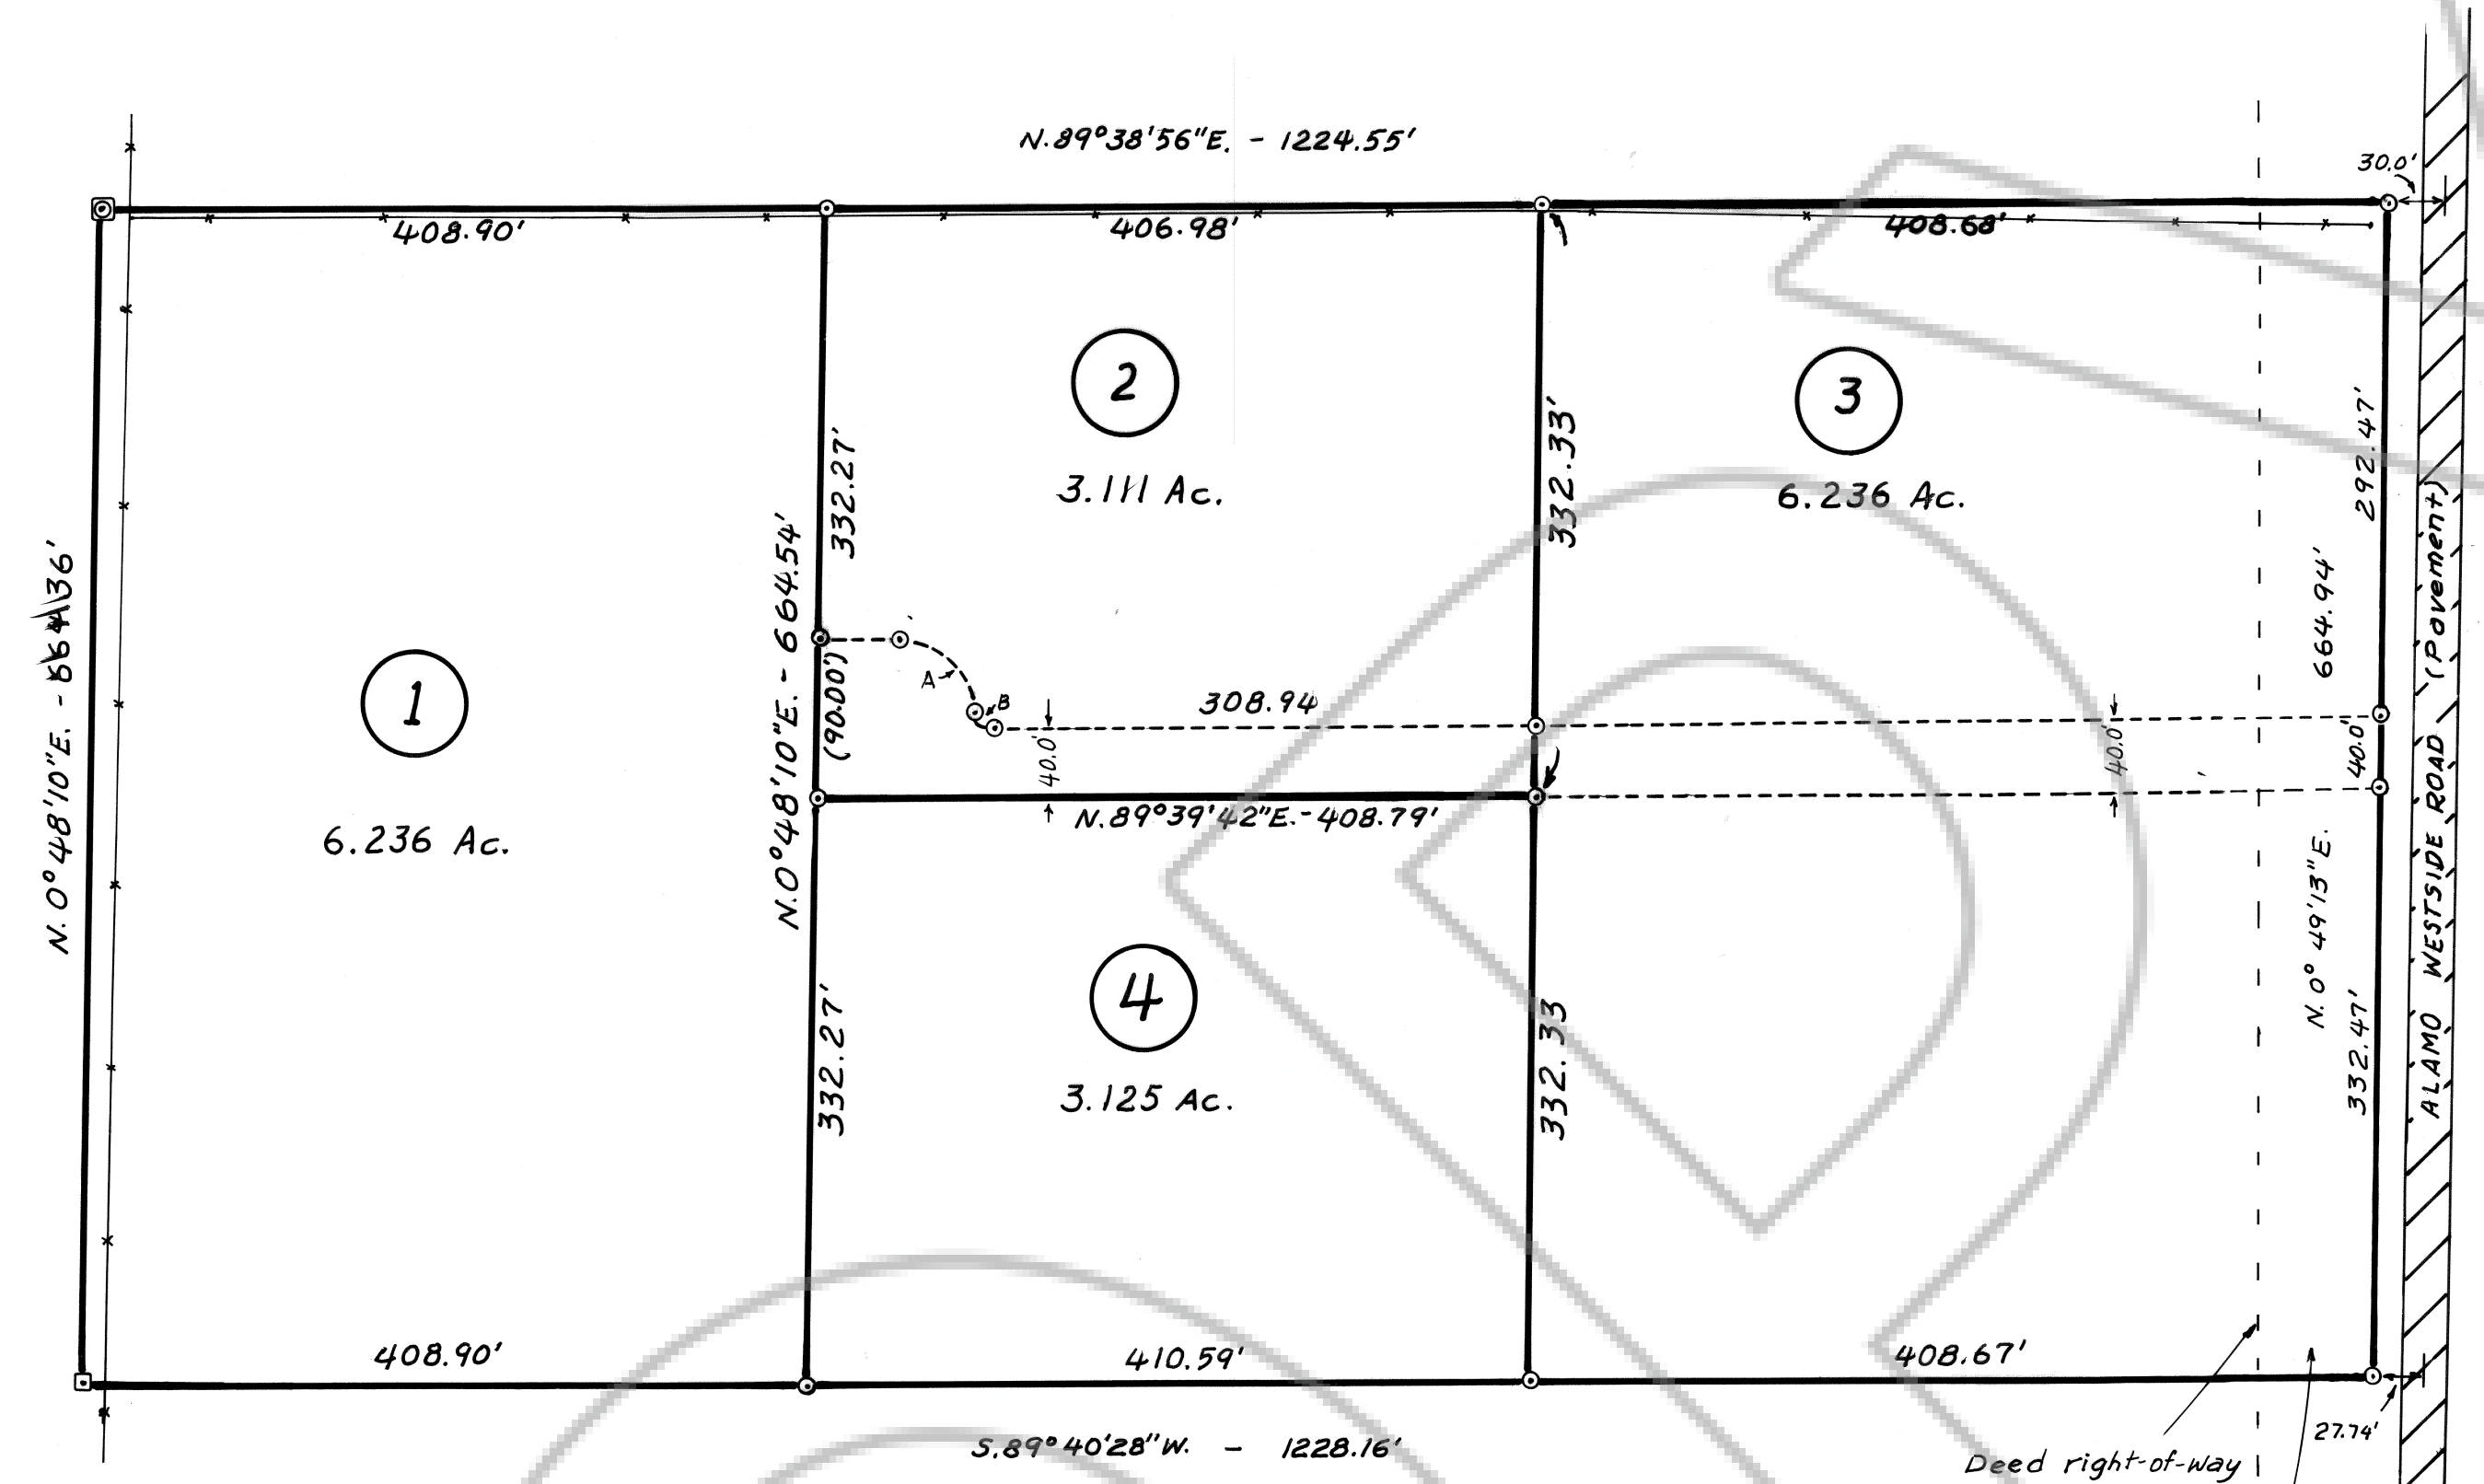 N.89°38'56"E. - 1224.55'
30.0'
408.90'
406.98'
408.68'
2
3
3.111 Ac.
6.236 Ac.
332.27'
332.33'
292.47'
N.0°48'10"E. - 664.54'
664.94'
ALAMO WESTSIDE ROAD (Pavement)
1
6.236 Ac.
N.0°48'10"E. - 664.36'
(90.00')
A
B
308.94
40.0'
40.0'
40.0'
N.89°39'42"E.-408.79'
N.0°49'13"E.
4
3.125 Ac.
332.27'
332.33
332.47'
408.90'
410.59'
408.67'
27.74'
S.89°40'28"W. - 1228.16'
Deed right-of-way